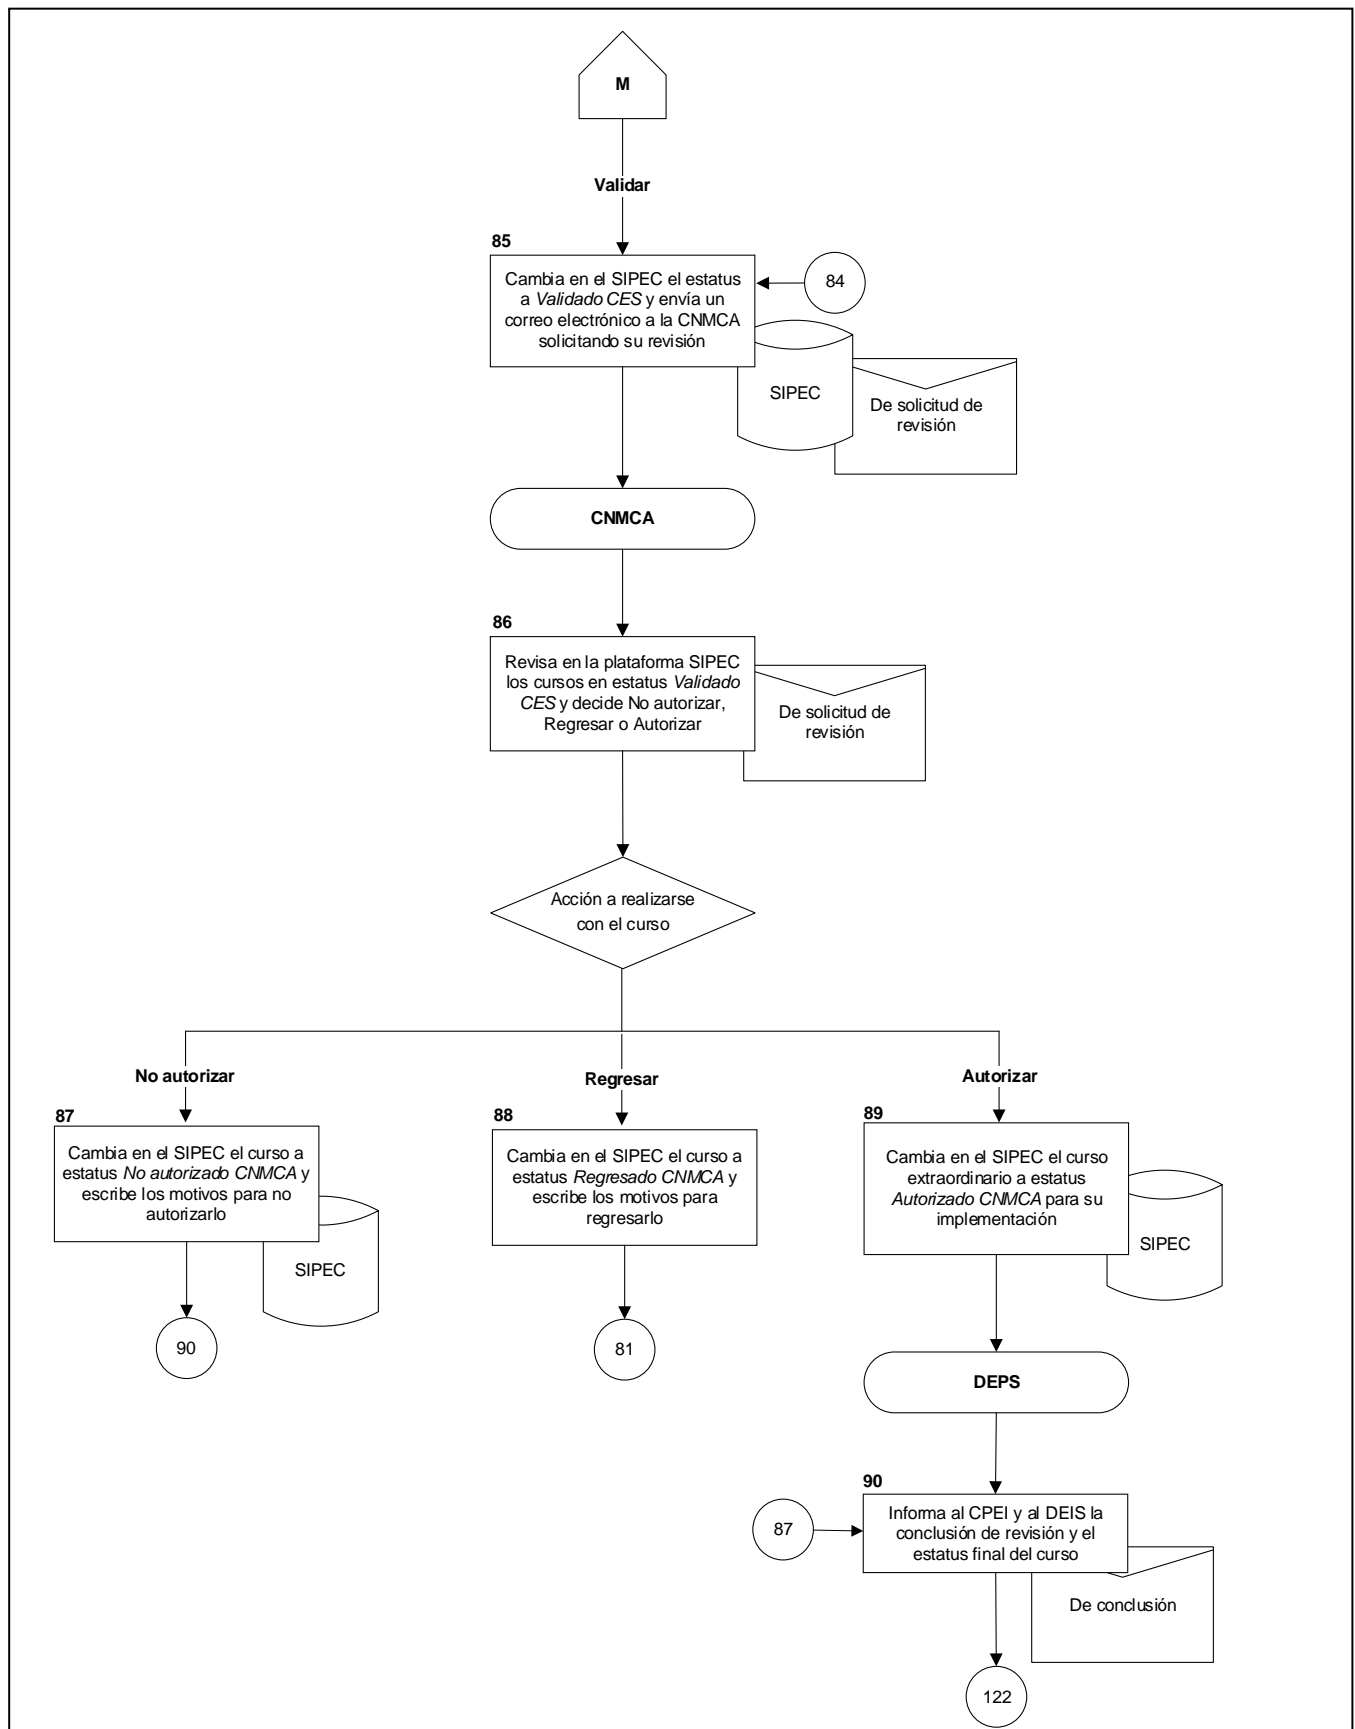 M
Validar
85
Cambia en el SIPEC el estatus
a Validado CES y envía un
correo electrónico a la CNMCA
solicitando su revisión
84
SIPEC
De solicitud de
revisión
CNMCA
86
Revisa en la plataforma SIPEC
los cursos en estatus Validado
CES y decide No autorizar,
Regresar o Autorizar
De solicitud de
revisión
Acción a realizarse
con el curso
No autorizar
Regresar
Autorizar
87
Cambia en el SIPEC el curso a
estatus No autorizado CNMCA y
escribe los motivos para no
autorizarlo
SIPEC
90
88
Cambia en el SIPEC el curso a
estatus Regresado CNMCA y
escribe los motivos para
regresarlo
81
89
Cambia en el SIPEC el curso
extraordinario a estatus
Autorizado CNMCA para su
implementación
SIPEC
DEPS
90
Informa al CPEI y al DEIS la
conclusión de revisión y el
estatus final del curso
87
De conclusión
122